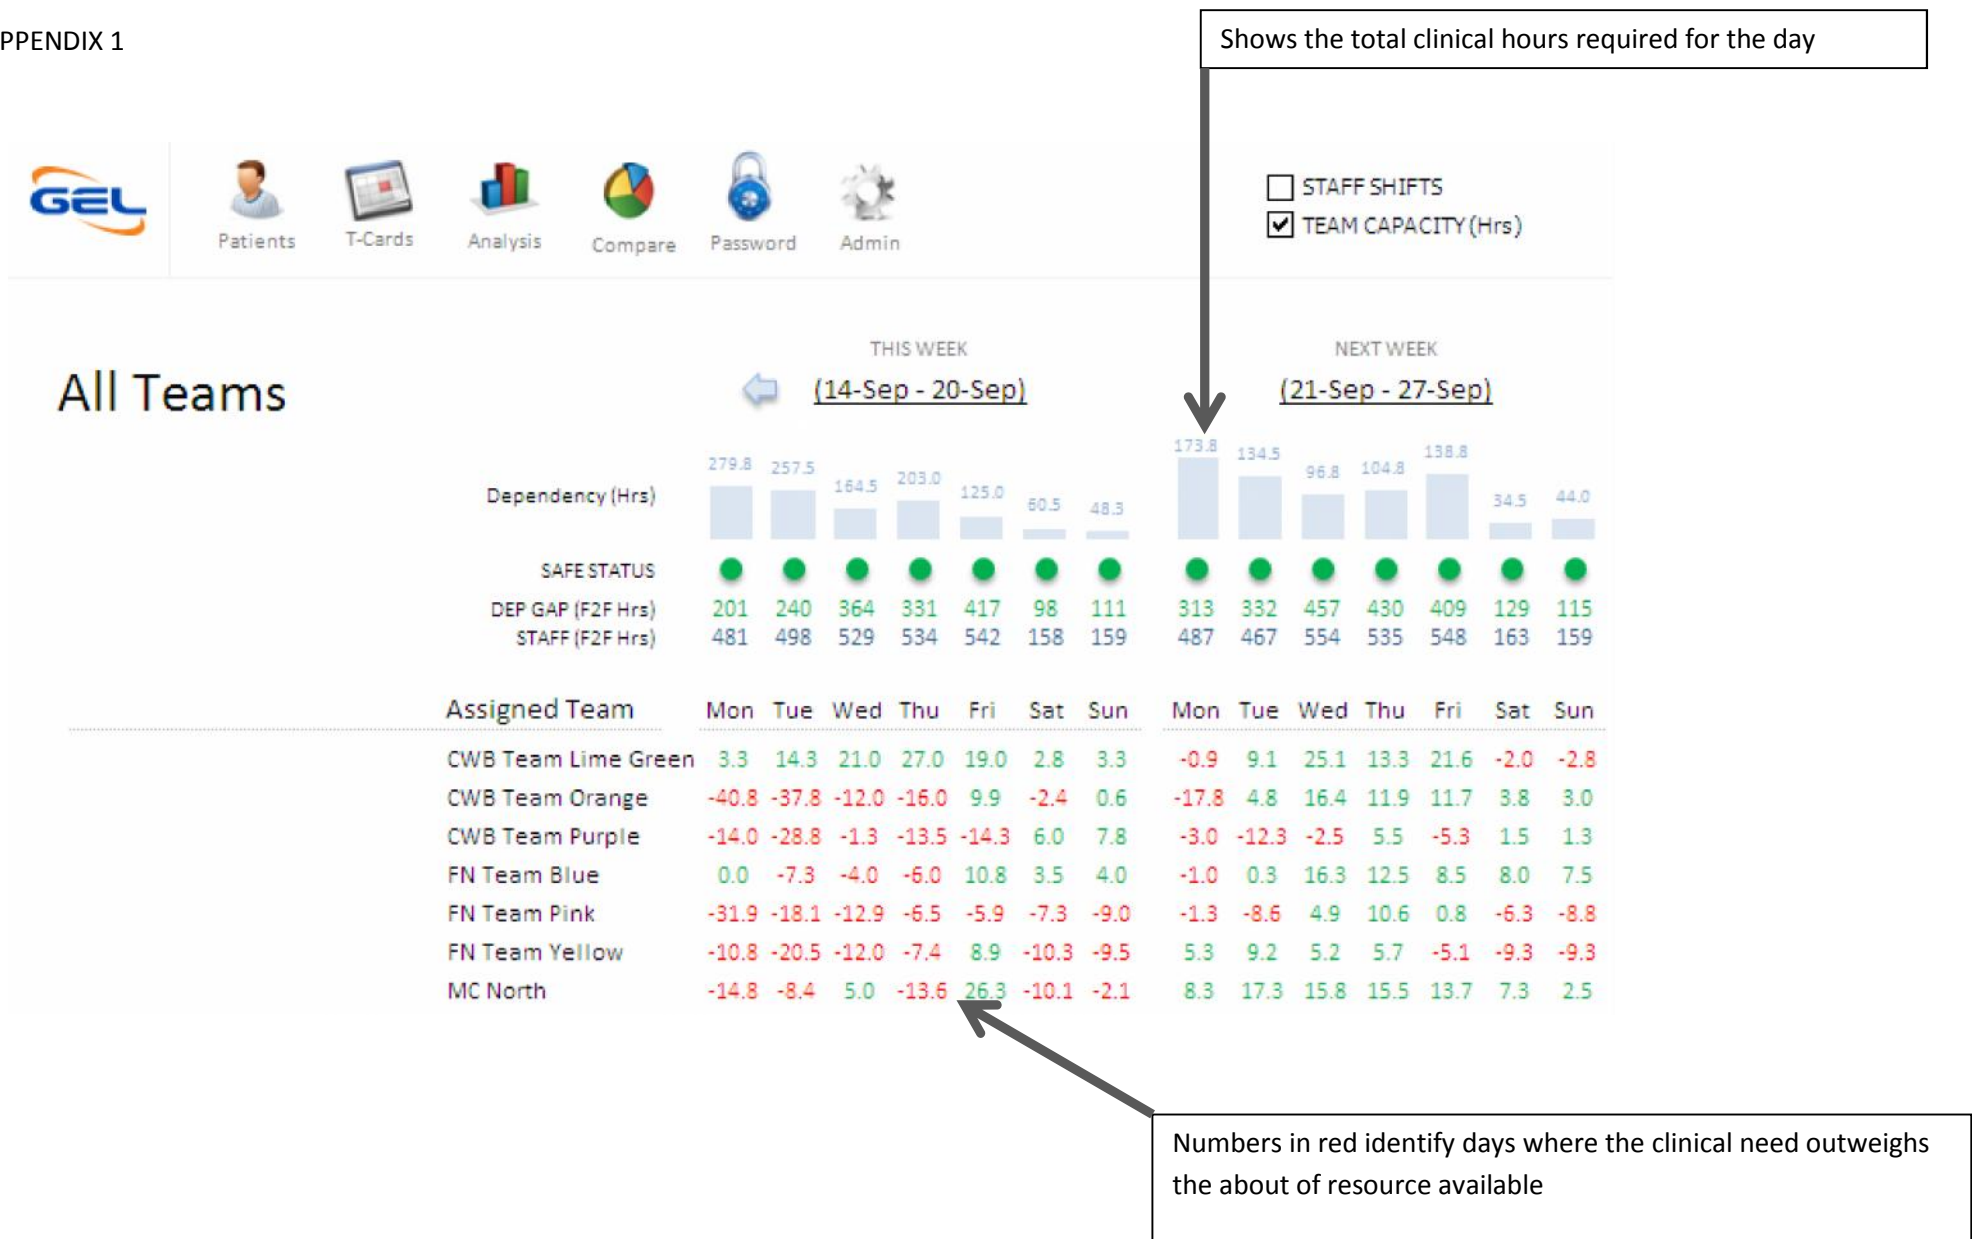 PPENDIX 1
Shows the total clinical hours required for the day
GEL
Patients T-Cards Analysis Compare Password Admin
STAFF SHIFTS
TEAM CAPACITY (Hrs)
THIS WEEK NEXT WEEK
All Teams (14-Sep - 20-Sep) (21-Sep - 27-Sep)
Dependency (Hrs) 279.8 257.5 164.5 203.0 125.0 60.5 48.3 173.8 134.5 96.8 104.8 138.8 34.5 44.0
SAFE STATUS
DEP GAP (F2F Hrs) 201 240 364 331 417 98 111 313 332 457 430 409 129 115
STAFF (F2F Hrs) 481 498 529 534 542 158 159 487 467 554 535 548 163 159
Assigned Team Mon Tue Wed Thu Fri Sat Sun Mon Tue Wed Thu Fri Sat Sun
CWB Team Lime Green 3.3 14.3 21.0 27.0 19.0 2.8 3.3 -0.9 9.1 25.1 13.3 21.6 -2.0 -2.8
CWB Team Orange -40.8 -37.8 -12.0 -16.0 9.9 -2.4 0.6 -17.8 4.8 16.4 11.9 11.7 3.8 3.0
CWB Team Purple -14.0 -28.8 -1.3 -13.5 -14.3 6.0 7.8 -3.0 -12.3 -2.5 5.5 -5.3 1.5 1.3
FN Team Blue 0.0 -7.3 -4.0 -6.0 10.8 3.5 4.0 -1.0 0.3 16.3 12.5 8.5 8.0 7.5
FN Team Pink -31.9 -18.1 -12.9 -6.5 -5.9 -7.3 -9.0 -1.3 -8.6 4.9 10.6 0.8 -6.3 -8.8
FN Team Yellow -10.8 -20.5 -12.0 -7.4 8.9 -10.3 -9.5 5.3 9.2 5.2 5.7 -5.1 -9.3 -9.3
MC North -14.8 -8.4 5.0 -13.6 26.3 -10.1 -2.1 8.3 17.3 15.8 15.5 13.7 7.3 2.5
Numbers in red identify days where the clinical need outweighs
the about of resource available